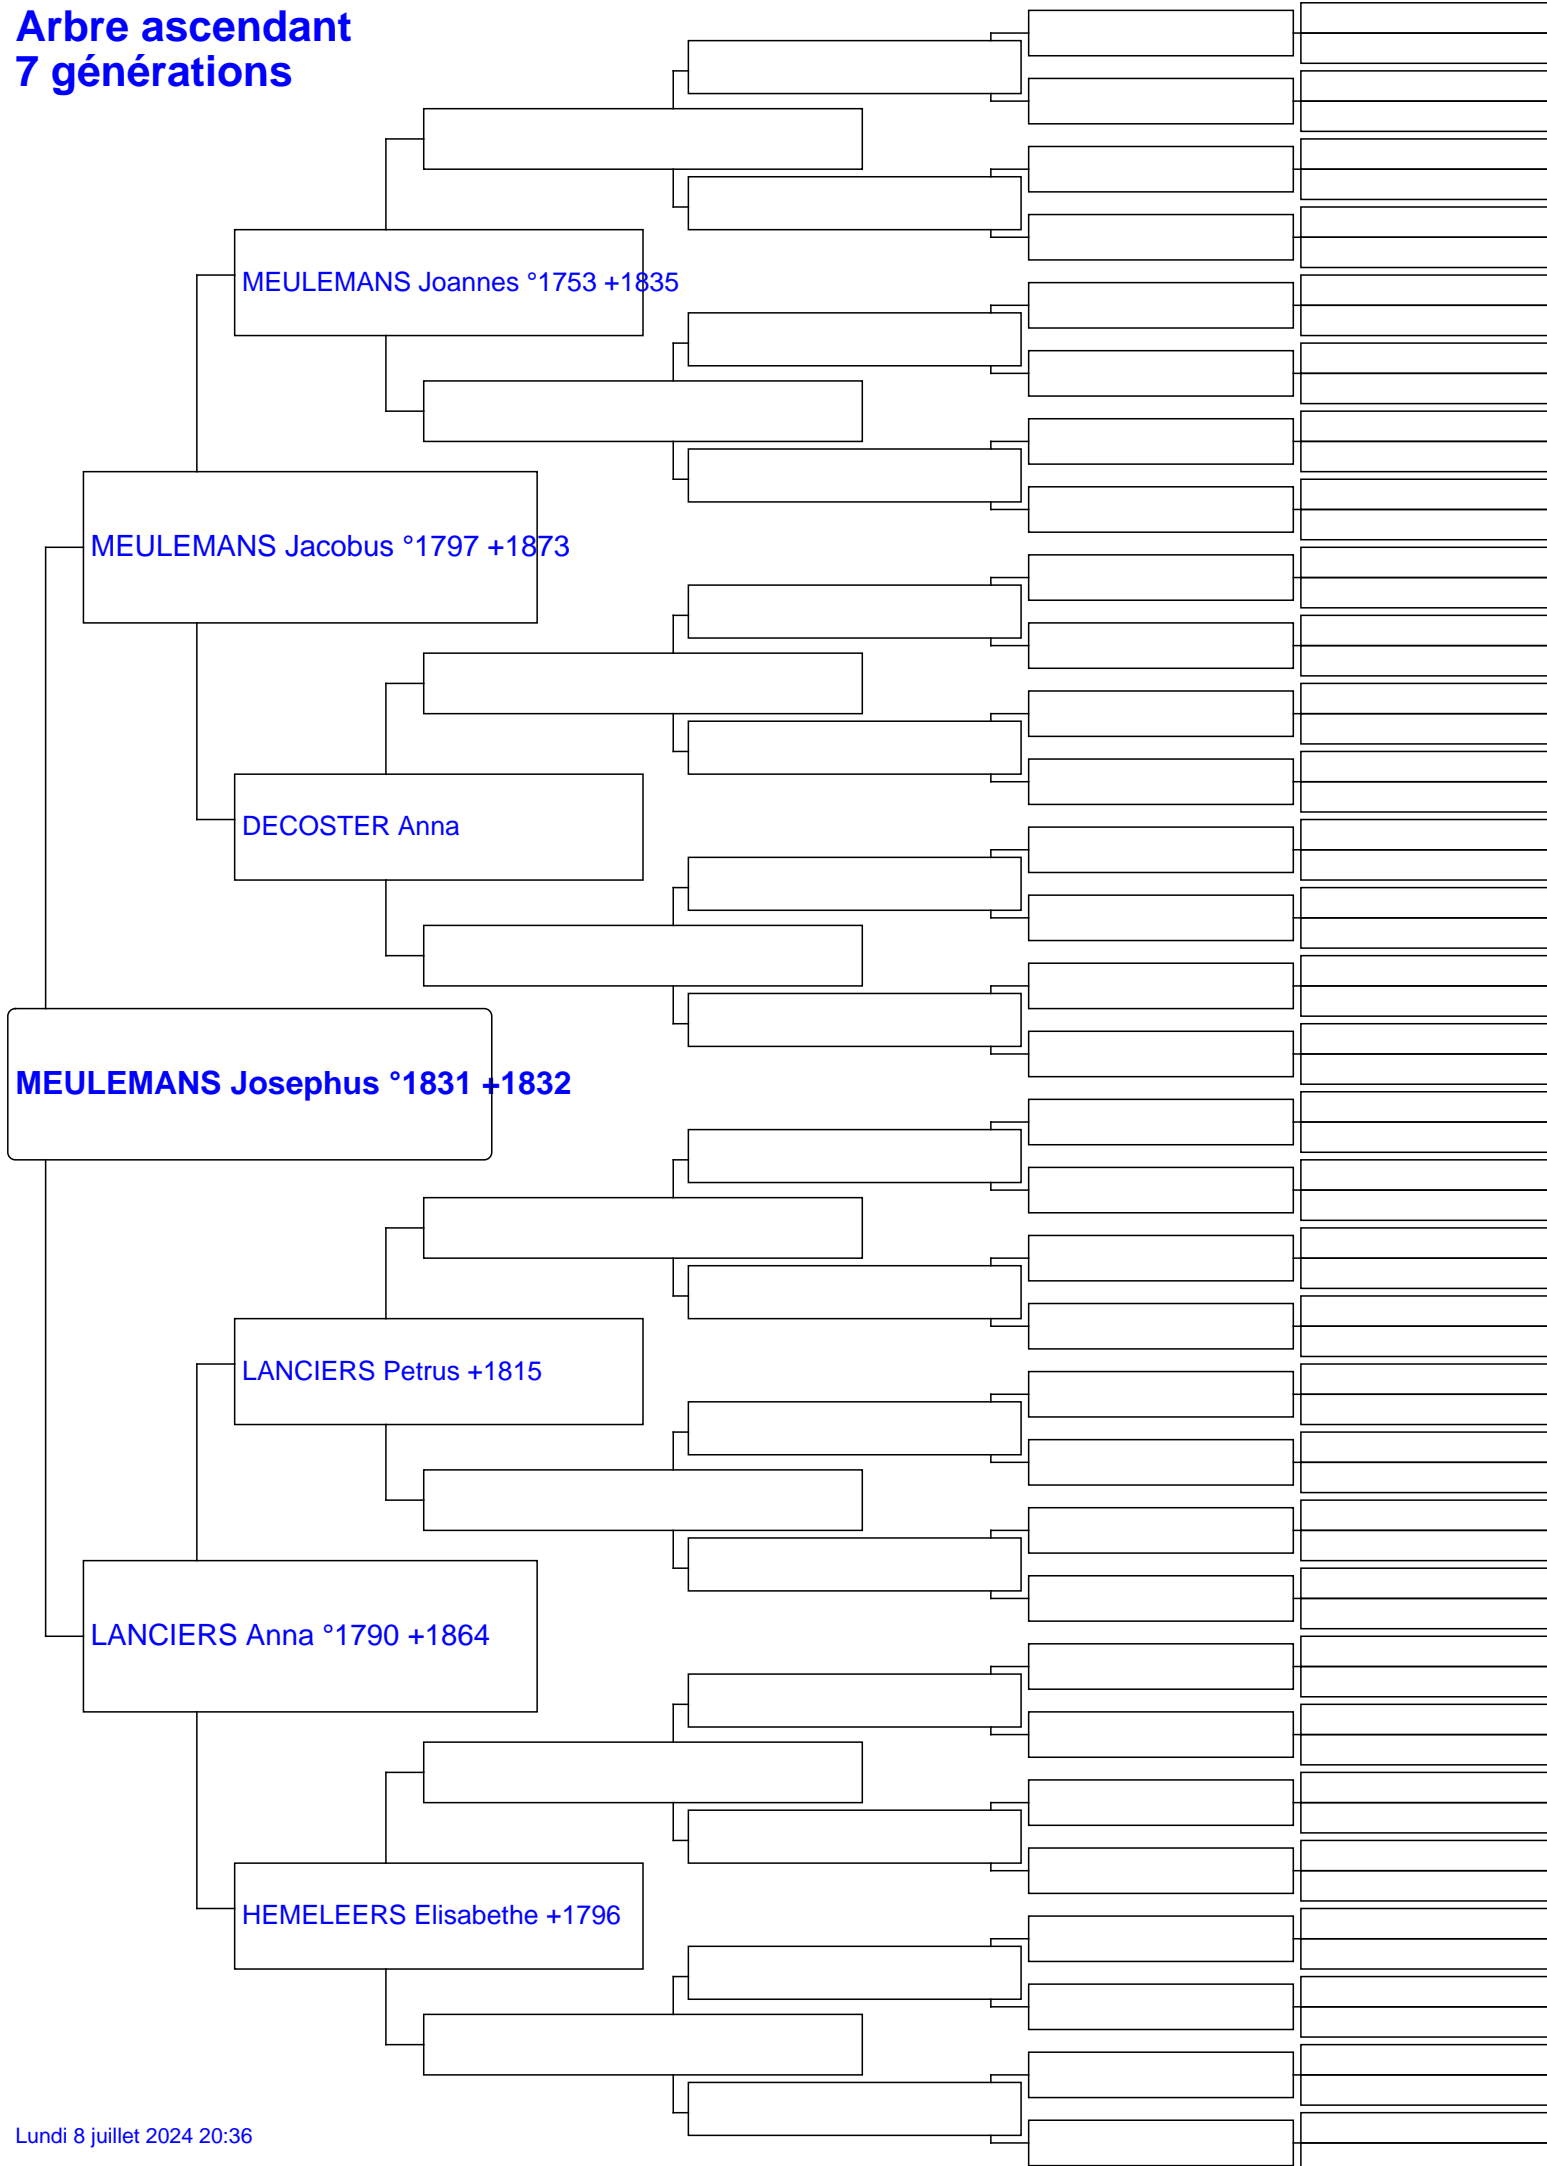 Arbre ascendant
7 générations
MEULEMANS Joannes °1753 +1835
MEULEMANS Jacobus °1797 +1873
DECOSTER Anna
MEULEMANS Josephus °1831 +1832
LANCIERS Petrus +1815
LANCIERS Anna °1790 +1864
HEMELEERS Elisabethe +1796
Lundi 8 juillet 2024 20:36